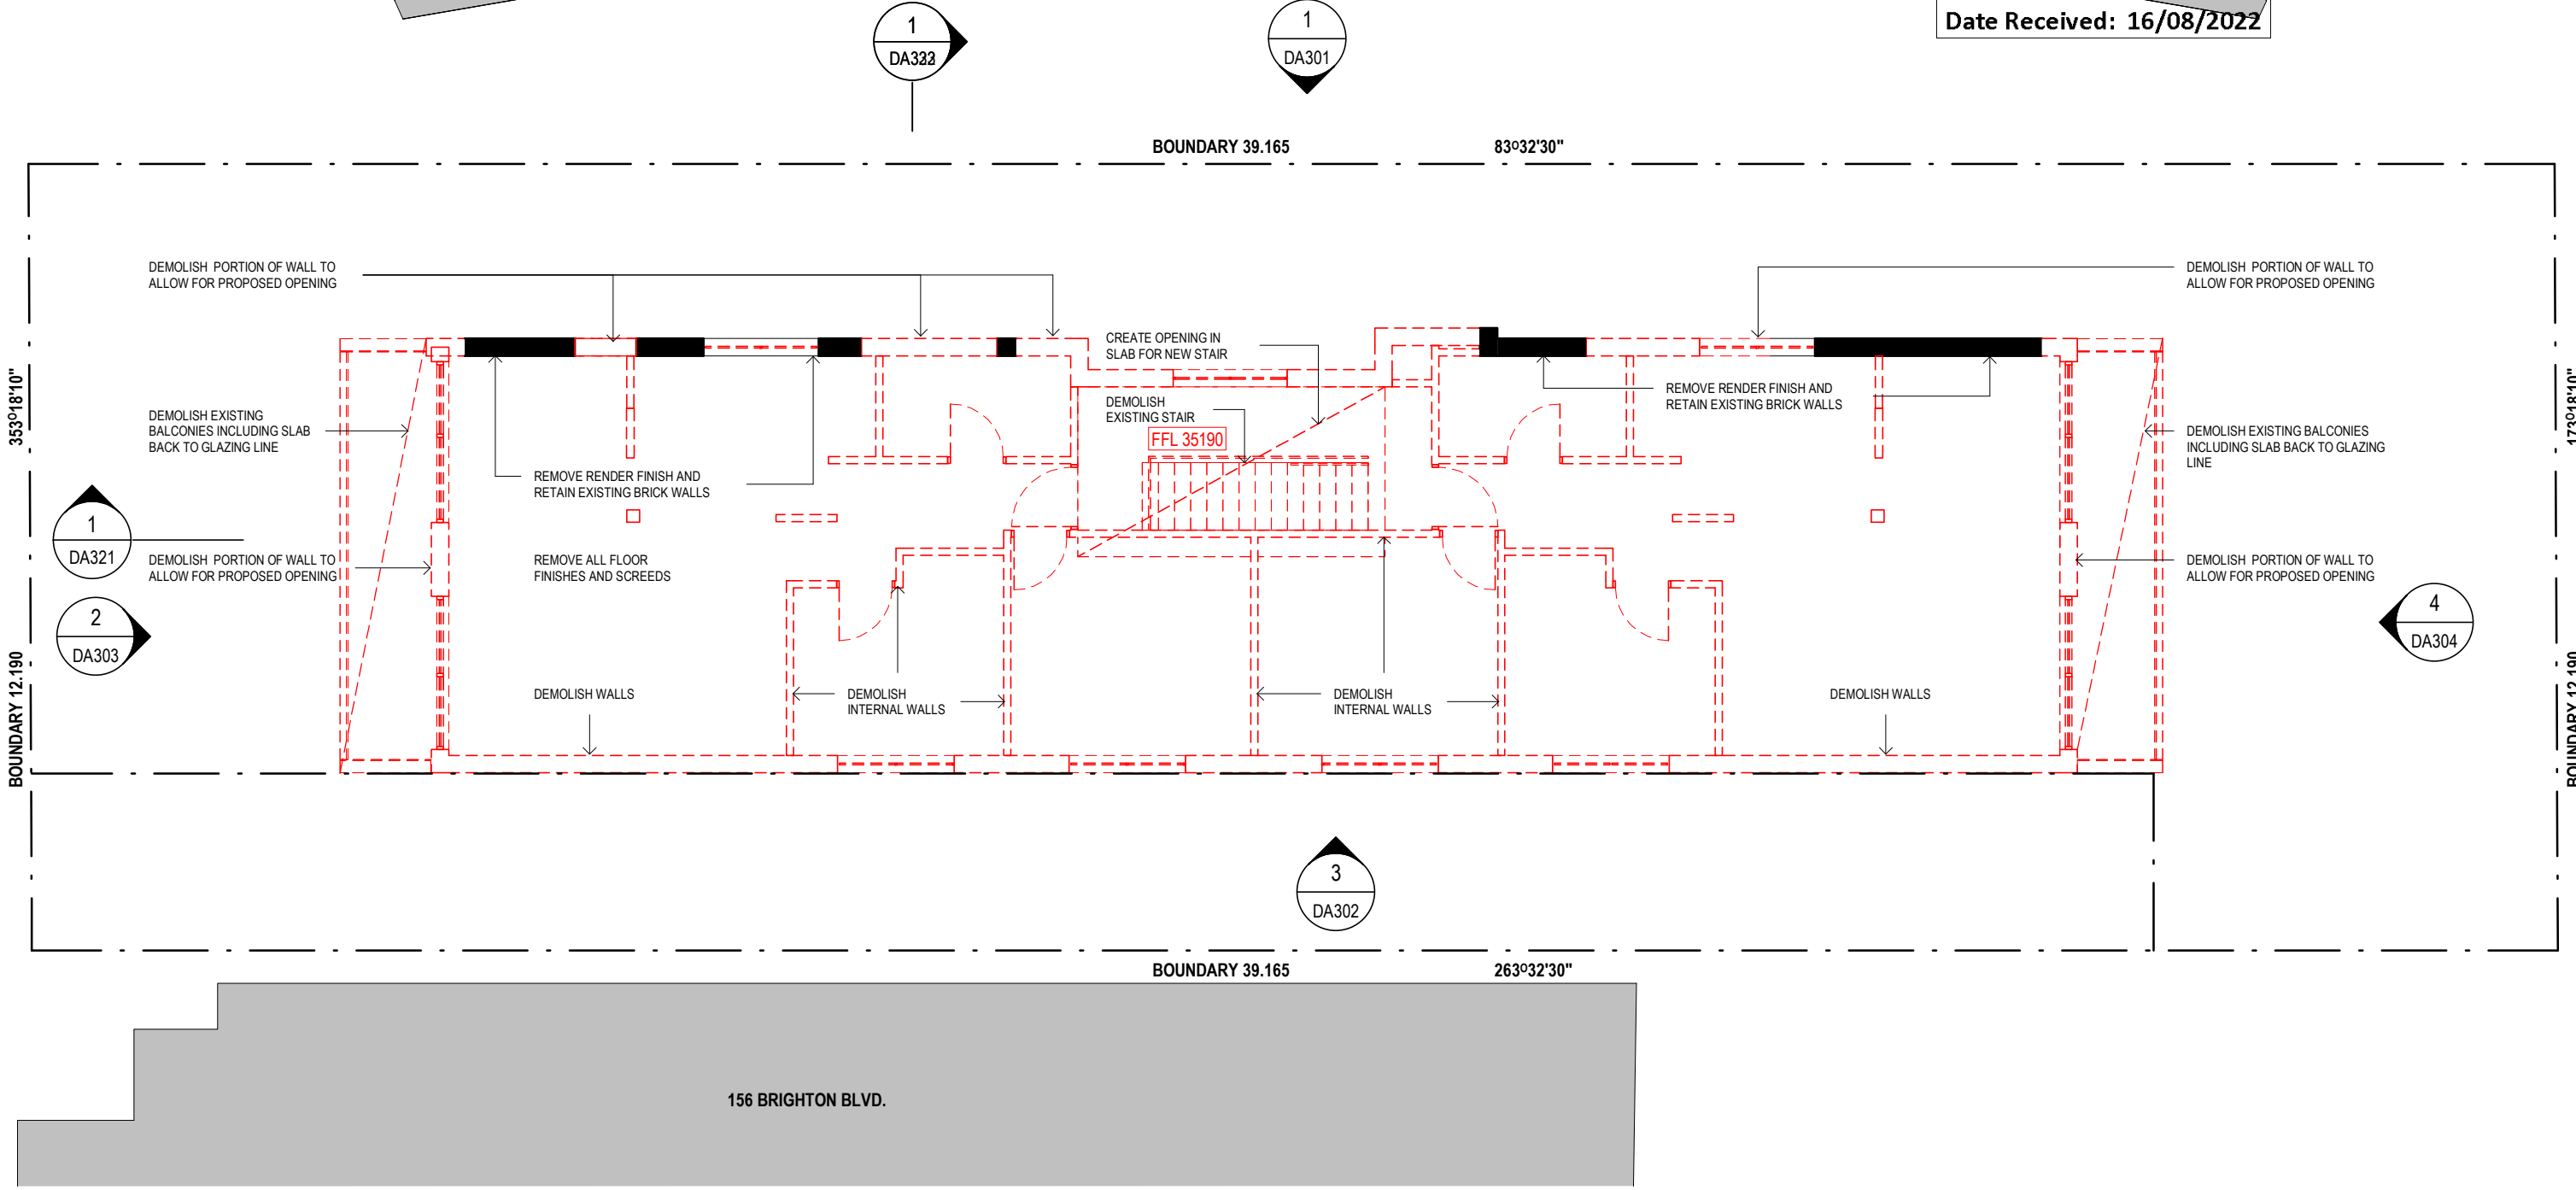 Date Received: 16/08/2022
1
DA301
1
BOUNDARY 39.165
83°32'30"
DEMOLISH PORTION OF WALL TO
ALLOW FOR PROPOSED OPENING
DEMOLISH PORTION OF WALL TO
ALLOW FOR PROPOSED OPENING
CREATE OPENING IN
SLAB FOR NEW STAIR
353°18'10"
173°18'10"
REMOVE RENDER FINISH AND
RETAIN EXISTING BRICK WALLS
DEMOLISH
EXISTING STAIR
FFL 35190
DEMOLISH EXISTING
BALCONIES INCLUDING SLAB
BACK TO GLAZING LINE
DEMOLISH EXISTING BALCONIES
INCLUDING SLAB BACK TO GLAZING
LINE
REMOVE RENDER FINISH AND
RETAIN EXISTING BRICK WALLS
1
DA321
DEMOLISH PORTION OF WALL TO
ALLOW FOR PROPOSED OPENING
REMOVE ALL FLOOR
FINISHES AND SCREEDS
DEMOLISH PORTION OF WALL TO
ALLOW FOR PROPOSED OPENING
2
DA303
4
DA304
BOUNDARY 12.190
DEMOLISH WALLS
DEMOLISH
INTERNAL WALLS
DEMOLISH
INTERNAL WALLS
DEMOLISH WALLS
BOUNDARY 12.190
3
DA302
BOUNDARY 39.165
263°32'30"
156 BRIGHTON BLVD.